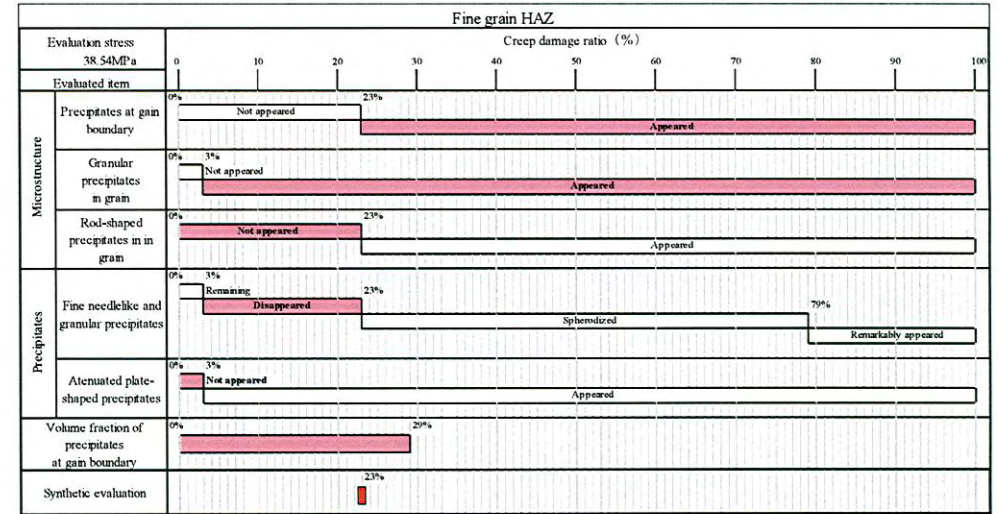 Fine grain HAZ
Evaluation stress
38.54MPa
Creep damage ratio (%)
0 10 20 30 40 50 60 70 80 90 100
Evaluated item
Microstructure
Precipitates at gain
boundary
0%
23%
Not appeared
Appeared
Granular
precipitates
in grain
0%
3%
Not appeared
Appeared
Rod-shaped
precipitates in in
grain
0%
23%
Not appeared
Appeared
Precipitates
Fine needlelike and
granular precipitates
0%
3%
Remaining
23%
Disappeared
79%
Spherodized
Remarkably appeared
Atenuated plate-
shaped precipitates
0%
3%
Not appeared
Appeared
Volume fraction of
precipitates
at gain boundary
0%
29%
Synthetic evaluation
23%